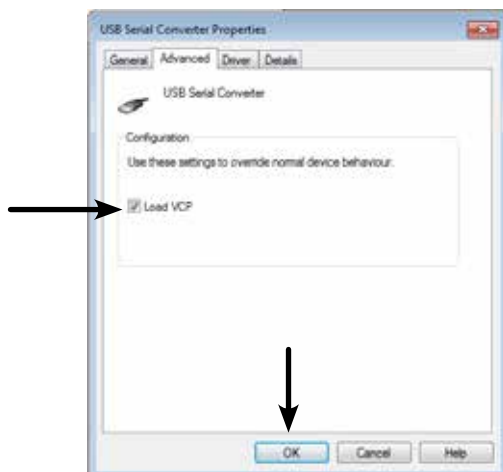 USB Serial Converter Properties
General Advanced Driver Details
USB Serial Converter
Configuration
Use these settings to override normal device behaviour.
Load VCP
OK Cancel Help